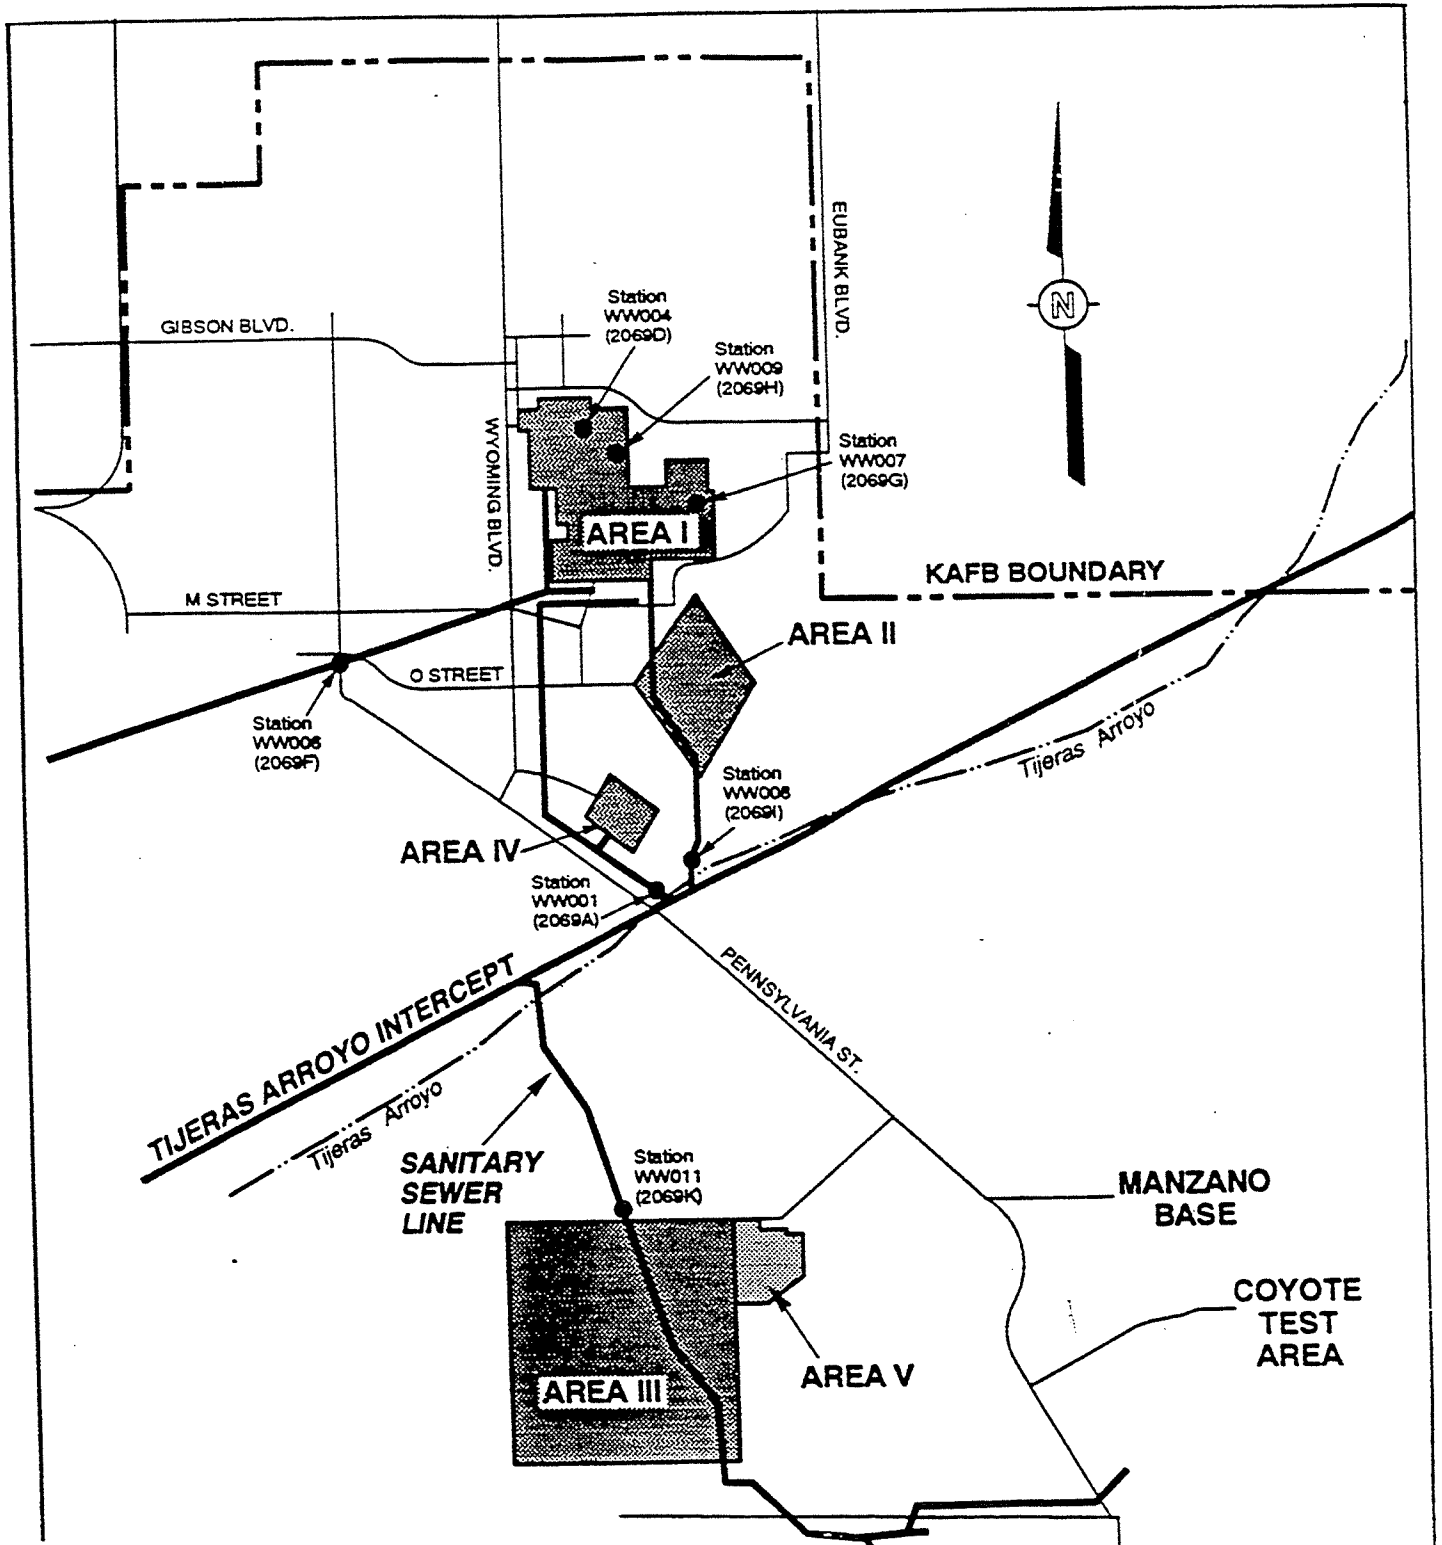 EUBANK BLVD.
N
Station
WW004
(2069D)
GIBSON BLVD.
Station
WW009
(2069H)
WYOMING BLVD.
Station
WW007
(2069G)
AREA I
KAFB BOUNDARY
M STREET
AREA II
O STREET
Station
WW006
(2069F)
Tijeras Arroyo
Station
WW008
(2069I)
AREA IV
Station
WW001
(2069A)
PENNSYLVANIA ST.
TIJERAS ARROYO INTERCEPT
Tijeras Arroyo
SANITARY
SEWER
LINE
Station
WW011
(2069K)
MANZANO
BASE
COYOTE
TEST
AREA
AREA V
AREA III